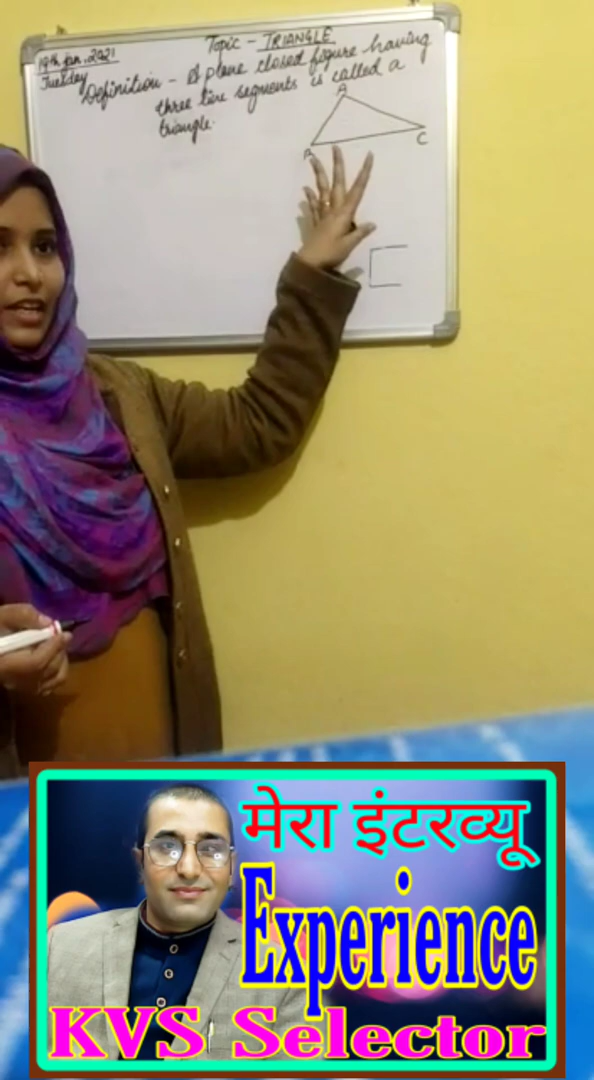 19th Jan, 2021
Tuesday
Topic - TRIANGLE
Definition - A plane closed figure having
three line segments is called a
triangle.
A
B
C
मेरा इंटरव्यू
Experience
KVS Selector